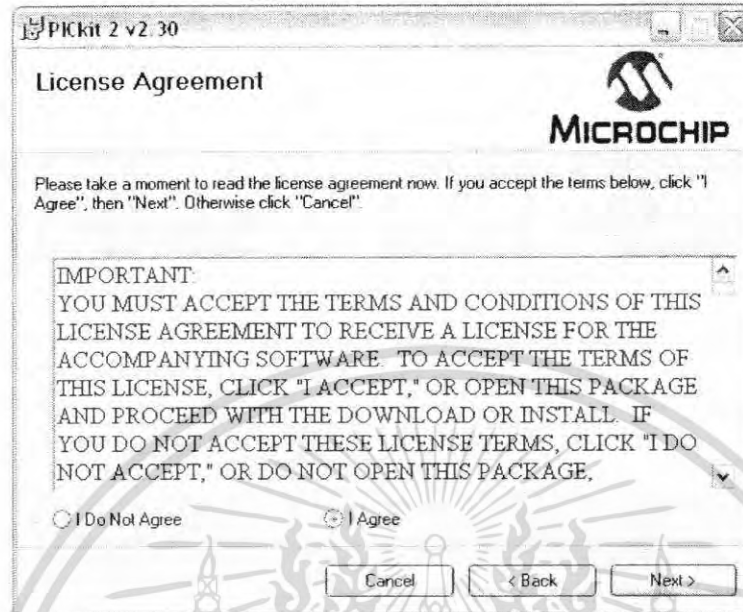 PICkit 2 v2.30
License Agreement
MICROCHIP
Please take a moment to read the license agreement now. If you accept the terms below, click "I
Agree", then "Next". Otherwise click "Cancel".
IMPORTANT:
YOU MUST ACCEPT THE TERMS AND CONDITIONS OF THIS
LICENSE AGREEMENT TO RECEIVE A LICENSE FOR THE
ACCOMPANYING SOFTWARE. TO ACCEPT THE TERMS OF
THIS LICENSE, CLICK "I ACCEPT," OR OPEN THIS PACKAGE
AND PROCEED WITH THE DOWNLOAD OR INSTALL. IF
YOU DO NOT ACCEPT THESE LICENSE TERMS, CLICK "I DO
NOT ACCEPT," OR DO NOT OPEN THIS PACKAGE,
I Do Not Agree I Agree
Cancel < Back Next >